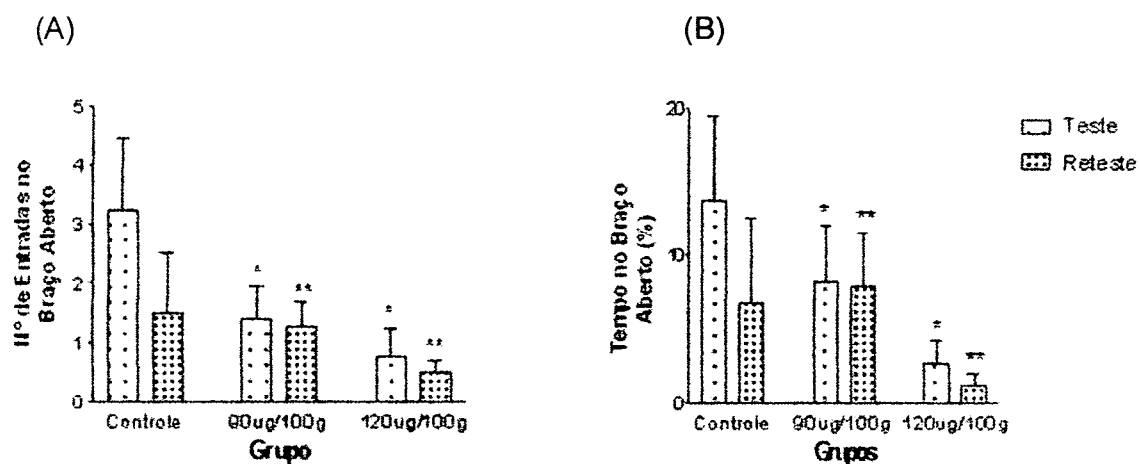 (A)
(B)
Nº de Entradas no
Braço Aberto
5
4
3
2
1
0
*
**
*
**
Controle 90ug/100g 120ug/100g
Grupo
Tempo no Braço
Aberto (%)
20
10
0
*
**
*
**
Controle 90ug/100g 120ug/100g
Grupos
Teste
Reteste